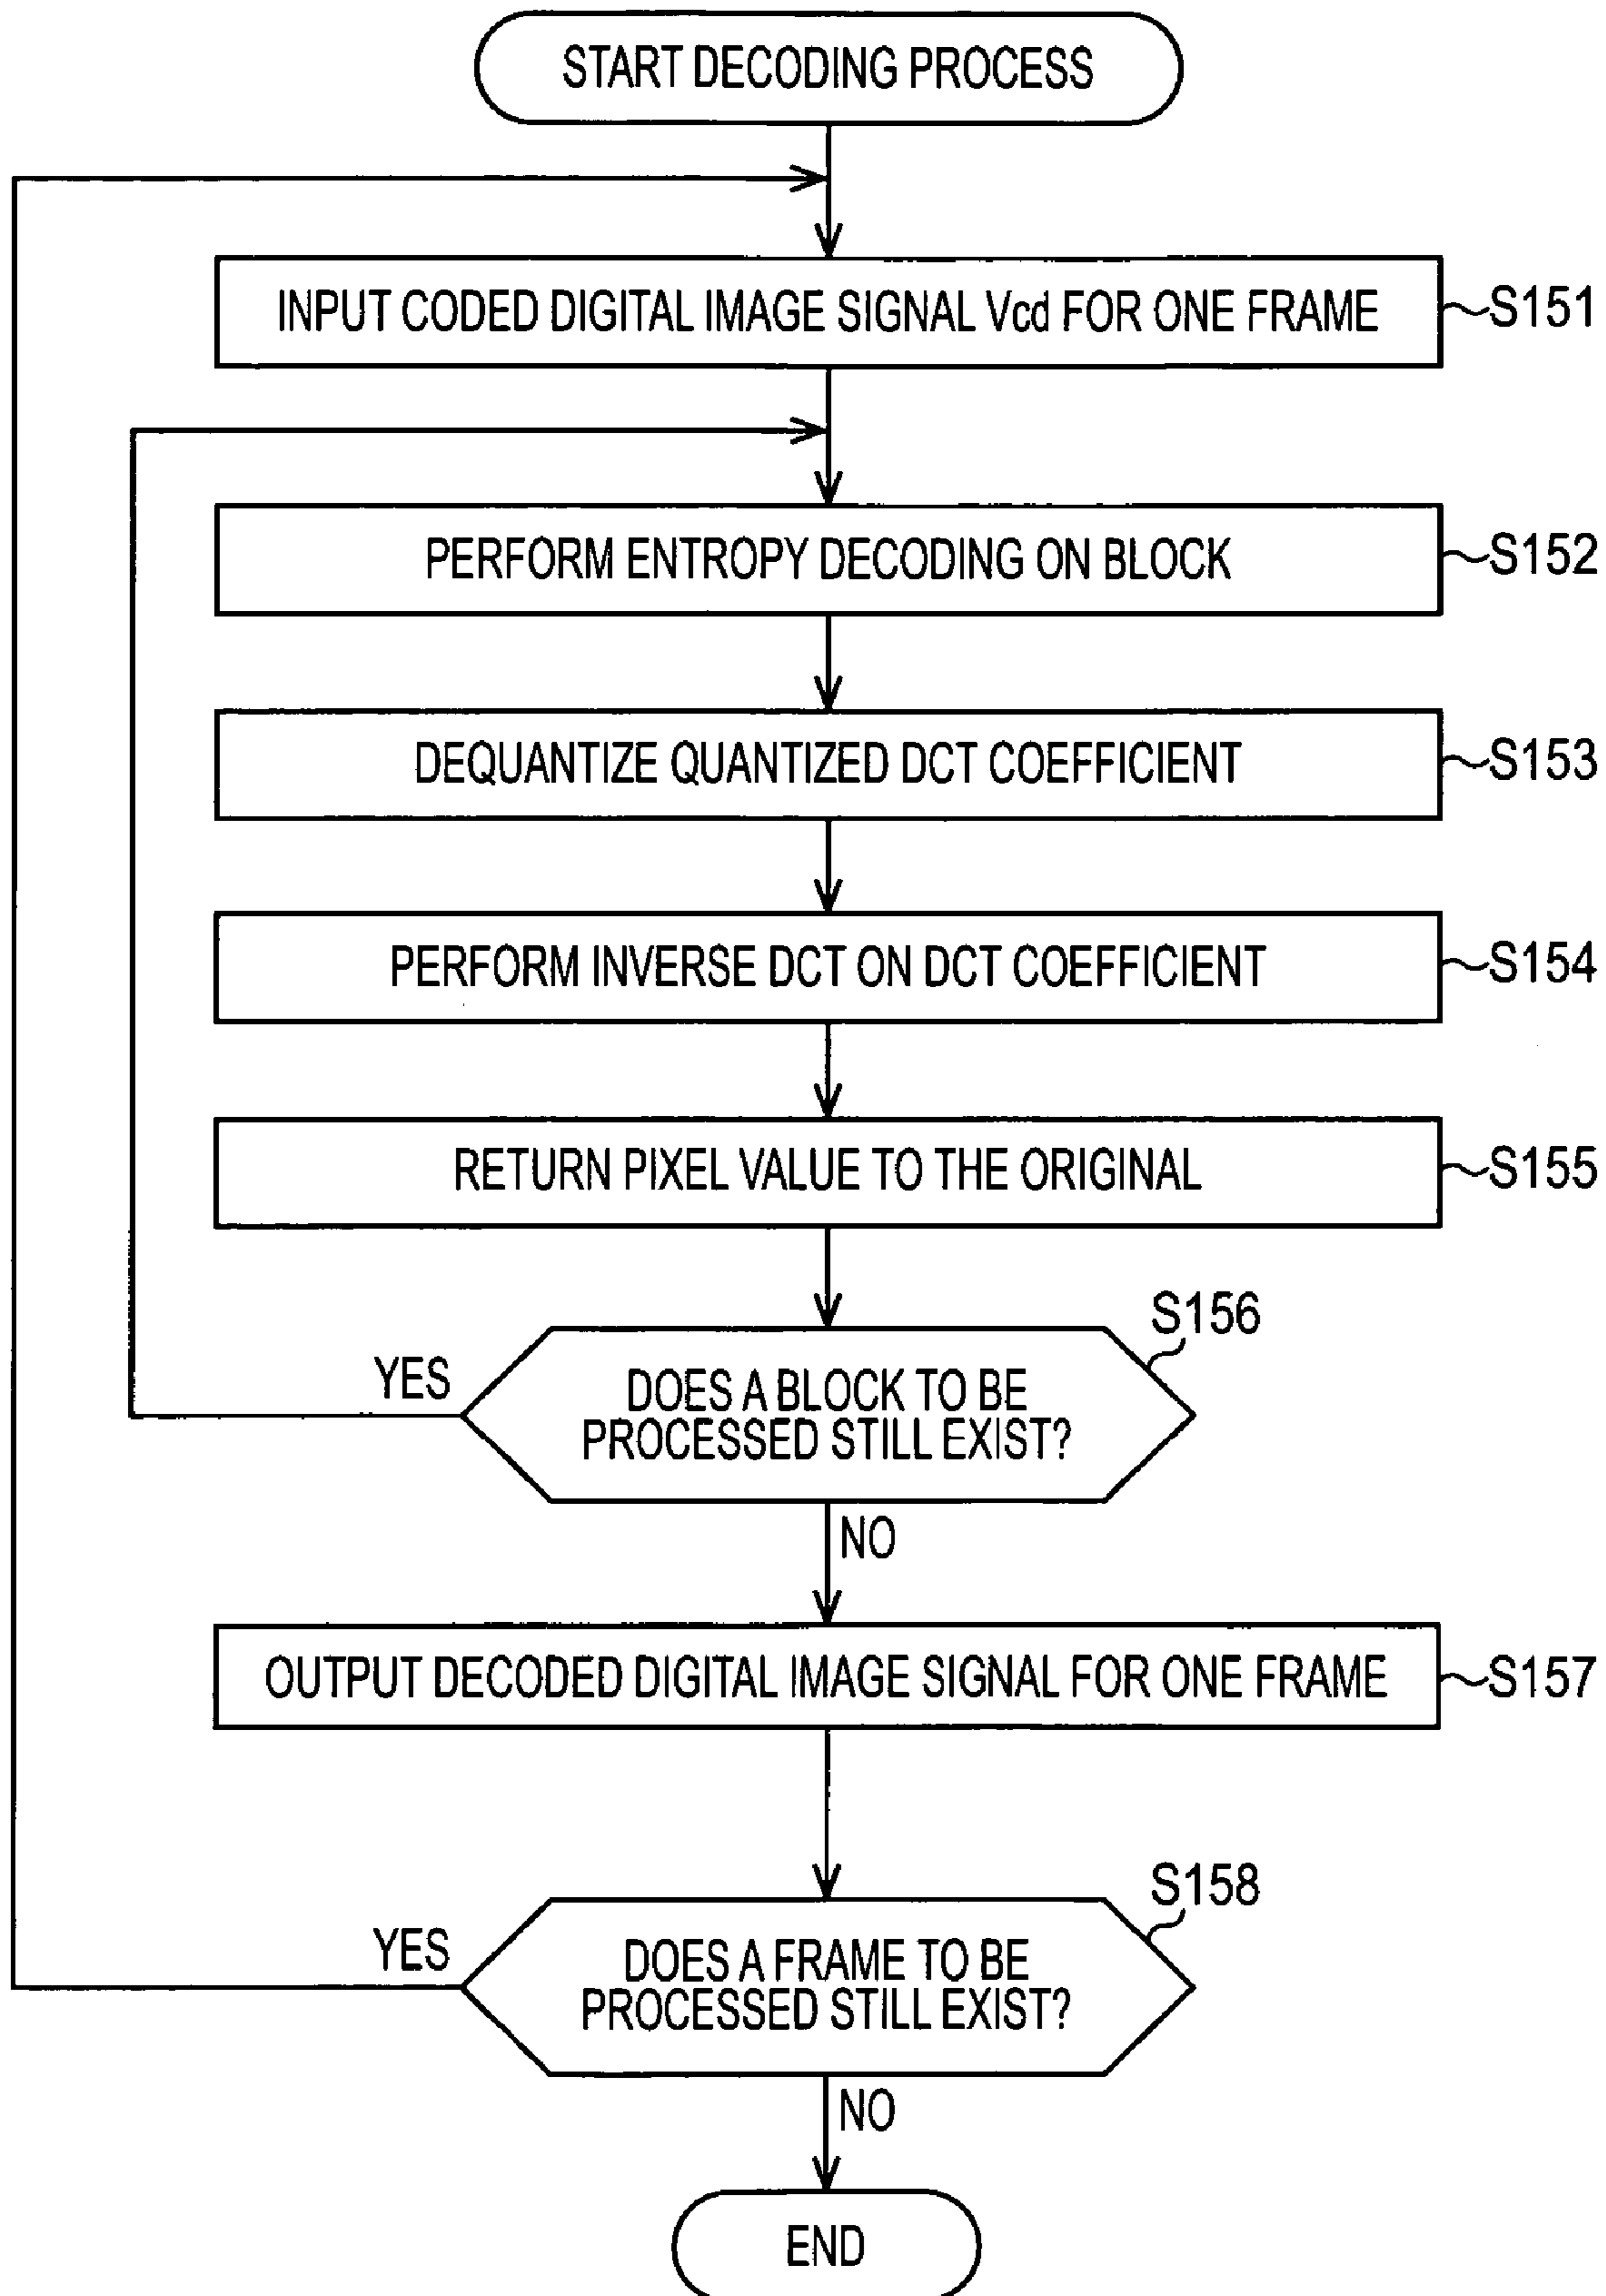 START DECODING PROCESS
INPUT CODED DIGITAL IMAGE SIGNAL Vcd FOR ONE FRAME
S151
PERFORM ENTROPY DECODING ON BLOCK
S152
DEQUANTIZE QUANTIZED DCT COEFFICIENT
S153
PERFORM INVERSE DCT ON DCT COEFFICIENT
S154
RETURN PIXEL VALUE TO THE ORIGINAL
S155
S156
YES
DOES A BLOCK TO BE
PROCESSED STILL EXIST?
NO
OUTPUT DECODED DIGITAL IMAGE SIGNAL FOR ONE FRAME
S157
S158
YES
DOES A FRAME TO BE
PROCESSED STILL EXIST?
NO
END